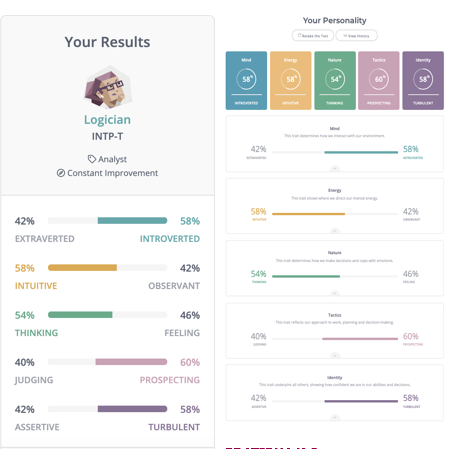 Your Results
Logician
INTP-T
Analyst
Constant Improvement
42% 58%
EXTRAVERTED INTROVERTED
58% 42%
INTUITIVE OBSERVANT
54% 46%
THINKING FEELING
40% 60%
JUDGING PROSPECTING
42% 58%
ASSERTIVE TURBULENT
Your Personality
Retake the Test View History
Mind Energy Nature Tactics Identity
58% 58% 54% 60% 58%
INTROVERTED INTUITIVE THINKING PROSPECTING TURBULENT
Mind
This trait determines how we interact with our environment.
42% 58%
EXTRAVERTED INTROVERTED
Energy
This trait shows where we direct our mental energy.
58% 42%
INTUITIVE OBSERVANT
Nature
This trait determines how we make decisions and cope with emotions.
54% 46%
THINKING FEELING
Tactics
This trait reflects our approach to work, planning and decision-making.
40% 60%
JUDGING PROSPECTING
Identity
This trait underpins all others, showing how confident we are in our abilities and decisions.
42% 58%
ASSERTIVE TURBULENT